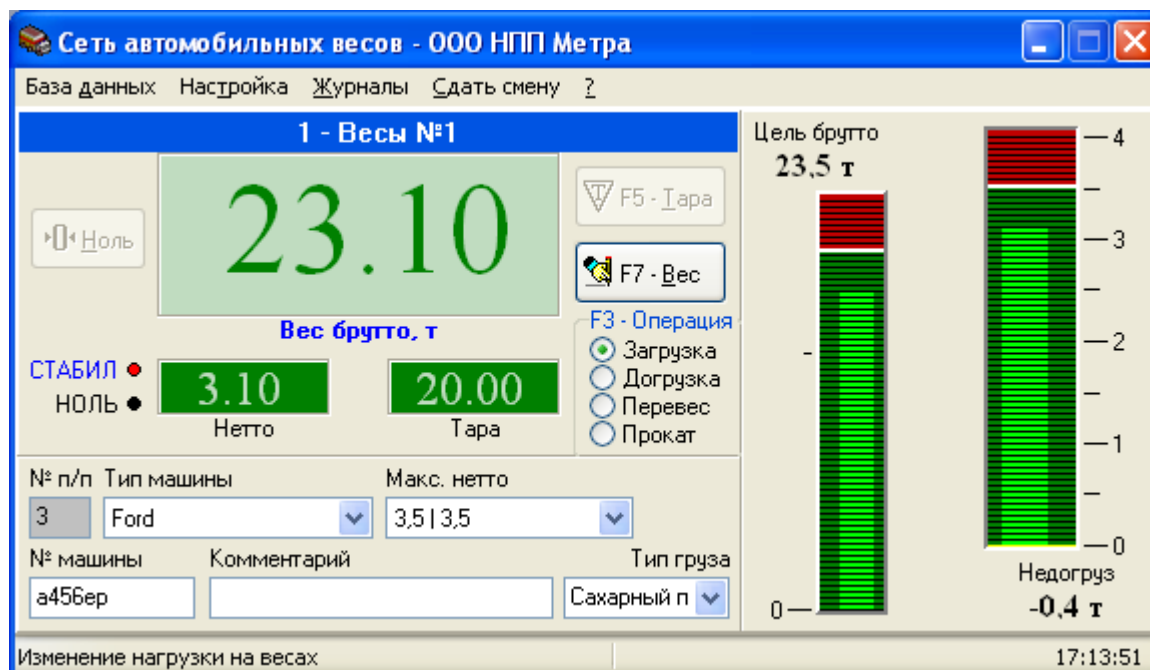 Сеть автомобильных весов - ООО НПП Метра
База данных Настройка Журналы Сдать смену ?
1 - Весы №1
Ноль
23.10
Вес брутто, т
F5 - Тара
F7 - Вес
F3 - Операция
Загрузка
Догрузка
Перевес
Прокат
СТАБИЛ
НОЛЬ
3.10
Нетто
20.00
Тара
№ п/п Тип машины Макс. нетто
3 Ford 3,5 | 3,5
№ машины Комментарий Тип груза
а456ер Сахарный п
Цель брутто
23,5 т
0
4
3
2
1
0
Недогруз
-0,4 т
Изменение нагрузки на весах 17:13:51